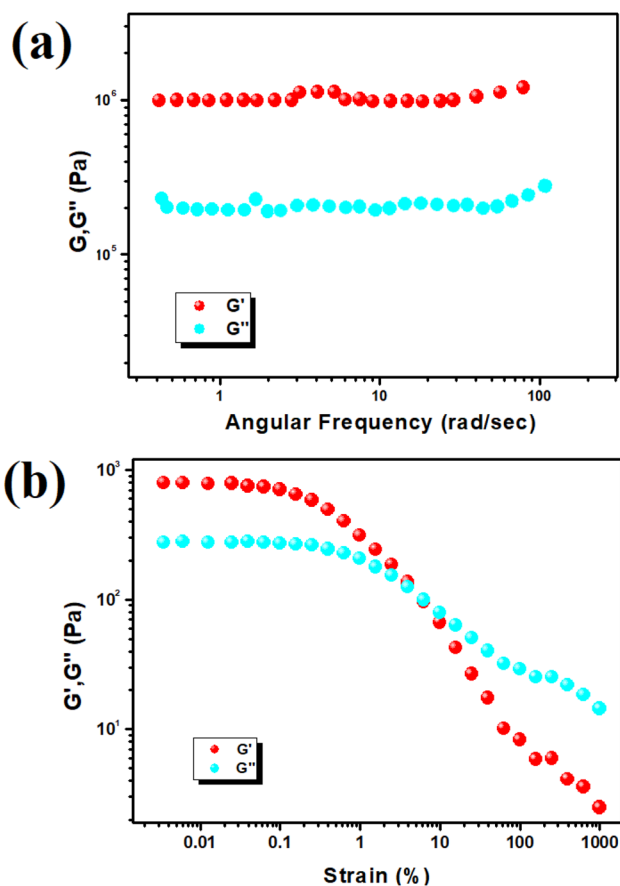 (a)
G,G" (Pa)
10⁶
10⁵
G'
G"
1
10
100
Angular Frequency (rad/sec)
(b)
G',G" (Pa)
10³
10²
10¹
G'
G"
0.01
0.1
1
10
100
1000
Strain (%)